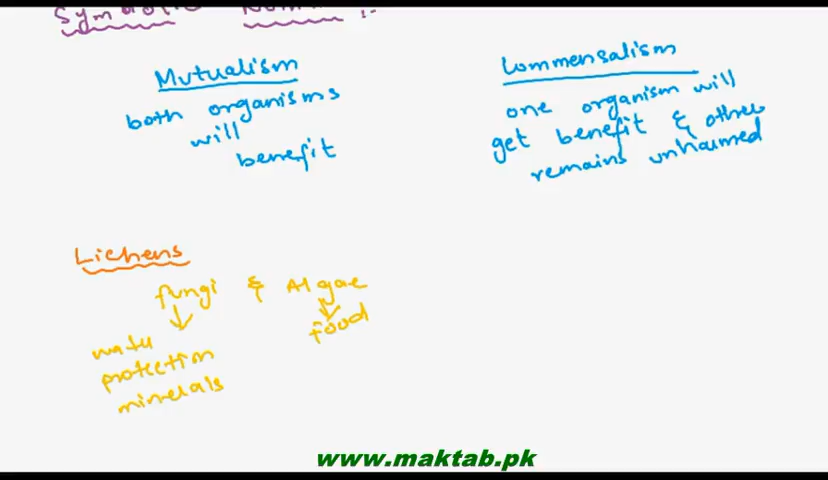 Mutualism
both organisms
will
benefit
Commensalism
one organism will
get benefit & other
remains unharmed
Lichens
fungi & Algae
food
protection
minerals
www.maktab.pk